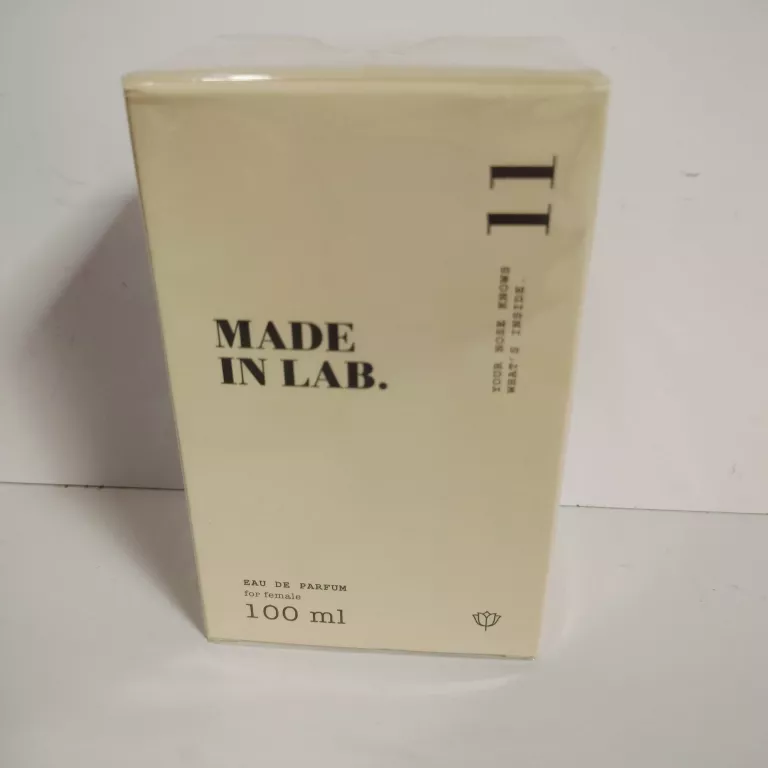 11
YOUR NOSE KNOWS
WHAT'S INSIDE.
MADE
IN LAB.
EAU DE PARFUM
for female
100 ml